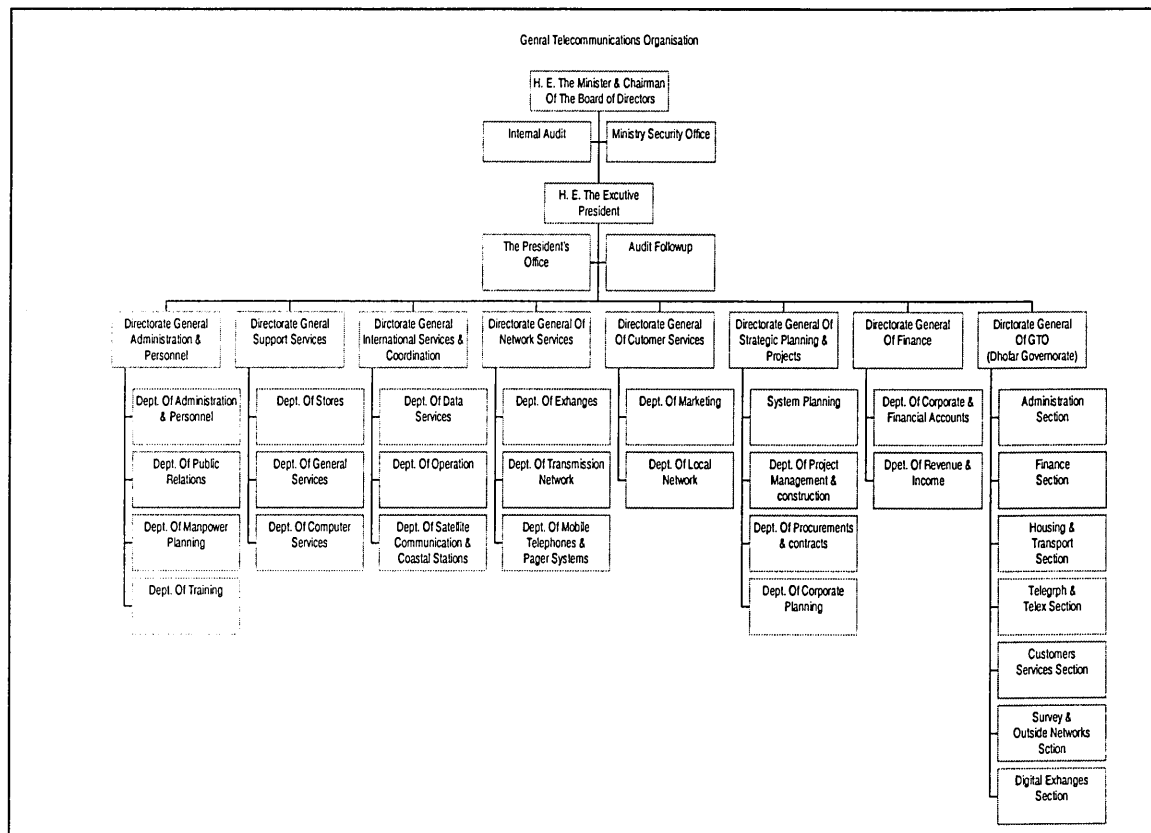 Genral Telecommunications Organisation
H. E. The Minister & Chairman
Of The Board of Directors
Internal Audit
Ministry Security Office
H. E. The Excutive
President
The President's
Office
Audit Followup
Directorate General
Administration &
Personnel
Directorate Gneral
Support Services
Dirctorate General
International Services &
Coordination
Directorate General Of
Network Services
Directorate General
Of Cutomer Services
Directorate General Of
Strategic Planning &
Projects
Directorate General
Of Finance
Dirctorate General
Of GTO
(Dhofar Governorate)
Dept. Of Administration
& Personnel
Dept. Of Public
Relations
Dept. Of Manpower
Planning
Dept. Of Training
Dept. Of Stores
Dept. Of General
Services
Dept. Of Computer
Services
Dept. Of Data
Services
Dept. Of Operation
Dept. Of Satellite
Communication &
Coastal Stations
Dept. Of Exhanges
Dept. Of Transmission
Network
Dept. Of Mobile
Telephones &
Pager Systems
Dept. Of Marketing
Dept. Of Local
Network
System Planning
Dept. Of Project
Management &
construction
Dept. Of Procurements
& contracts
Dept. Of Corporate
Planning
Dept. Of Corporate &
Financial Accounts
Dpet. Of Revenue &
Income
Administration
Section
Finance
Section
Housing &
Transport Section
Telegrph &
Telex Section
Customers
Services Section
Survey &
Outside Networks
Sction
Digital Exhanges
Section